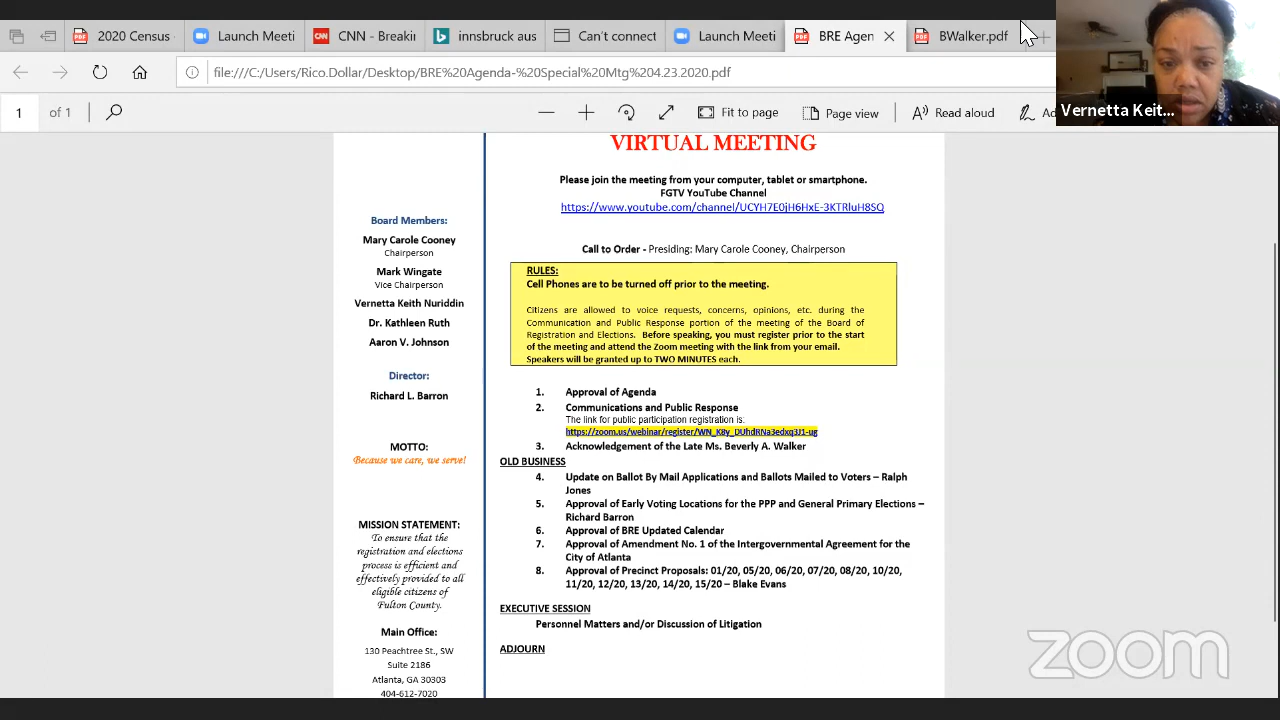 2020 Census
Launch Meeti
CNN - Breakin
innsbruck aus
Can't connect
Launch Meeti
BRE Agen
BWalker.pdf
file:///C:/Users/Rico.Dollar/Desktop/BRE%20Agenda-%20Special%20Mtg%204.23.2020.pdf
1 of 1
Fit to page
Page view
Read aloud
Ad
Vernetta Keit...
VIRTUAL MEETING
Please join the meeting from your computer, tablet or smartphone.
FGTV YouTube Channel
https://www.youtube.com/channel/UCYH7E0jH6HxE-3KTRluH8SQ
Board Members:
Mary Carole Cooney
Chairperson
Mark Wingate
Vice Chairperson
Vernetta Keith Nuriddin
Dr. Kathleen Ruth
Aaron V. Johnson
Director:
Richard L. Barron
MOTTO:
Because we care, we serve!
MISSION STATEMENT:
To ensure that the
registration and elections
process is efficient and
effectively provided to all
eligible citizens of
Fulton County.
Main Office:
130 Peachtree St., SW
Suite 2186
Atlanta, GA 30303
404-612-7020
Call to Order - Presiding: Mary Carole Cooney, Chairperson
RULES:
Cell Phones are to be turned off prior to the meeting.
Citizens are allowed to voice requests, concerns, opinions, etc. during the
Communication and Public Response portion of the meeting of the Board of
Registration and Elections. Before speaking, you must register prior to the start
of the meeting and attend the Zoom meeting with the link from your email.
Speakers will be granted up to TWO MINUTES each.
1. Approval of Agenda
2. Communications and Public Response
The link for public participation registration is:
https://zoom.us/webinar/register/WN_K8y_DUhdRNa3edxq3J1-ug
3. Acknowledgement of the Late Ms. Beverly A. Walker
OLD BUSINESS
4. Update on Ballot By Mail Applications and Ballots Mailed to Voters – Ralph
Jones
5. Approval of Early Voting Locations for the PPP and General Primary Elections –
Richard Barron
6. Approval of BRE Updated Calendar
7. Approval of Amendment No. 1 of the Intergovernmental Agreement for the
City of Atlanta
8. Approval of Precinct Proposals: 01/20, 05/20, 06/20, 07/20, 08/20, 10/20,
11/20, 12/20, 13/20, 14/20, 15/20 – Blake Evans
EXECUTIVE SESSION
Personnel Matters and/or Discussion of Litigation
ADJOURN
zoom